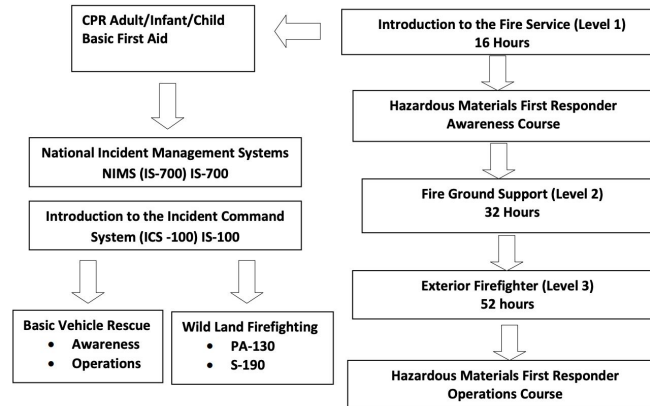 CPR Adult/Infant/Child
Basic First Aid
Introduction to the Fire Service (Level 1)
16 Hours
Hazardous Materials First Responder
Awareness Course
National Incident Management Systems
NIMS (IS-700) IS-700
Fire Ground Support (Level 2)
32 Hours
Introduction to the Incident Command
System (ICS -100) IS-100
Exterior Firefighter (Level 3)
52 hours
Basic Vehicle Rescue
• Awareness
• Operations
Wild Land Firefighting
• PA-130
• S-190
Hazardous Materials First Responder
Operations Course